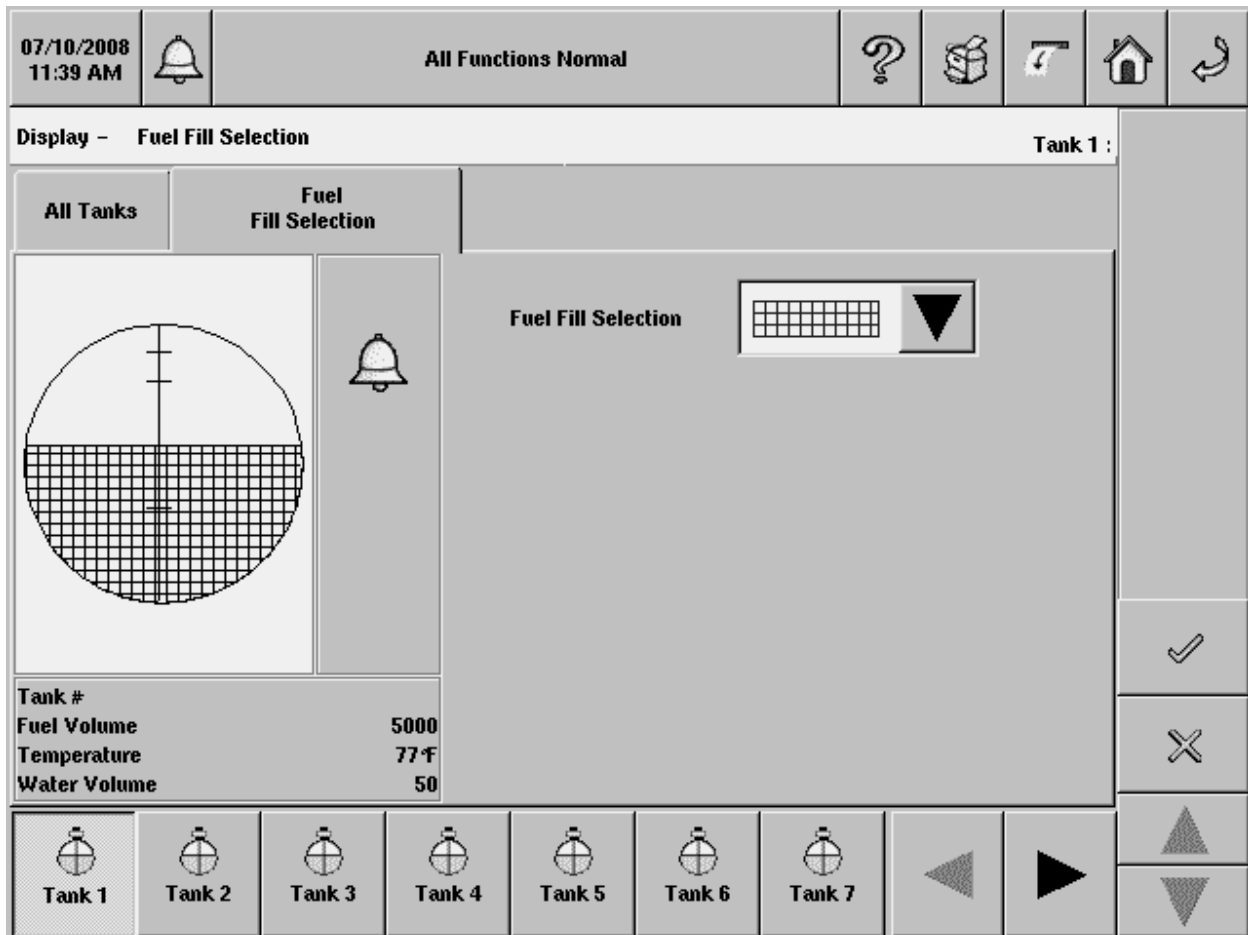 07/10/2008
11:39 AM
All Functions Normal
Display - Fuel Fill Selection
Tank 1 :
All Tanks
Fuel
Fill Selection
Fuel Fill Selection
Tank #
Fuel Volume 5000
Temperature 77°F
Water Volume 50
Tank 1
Tank 2
Tank 3
Tank 4
Tank 5
Tank 6
Tank 7